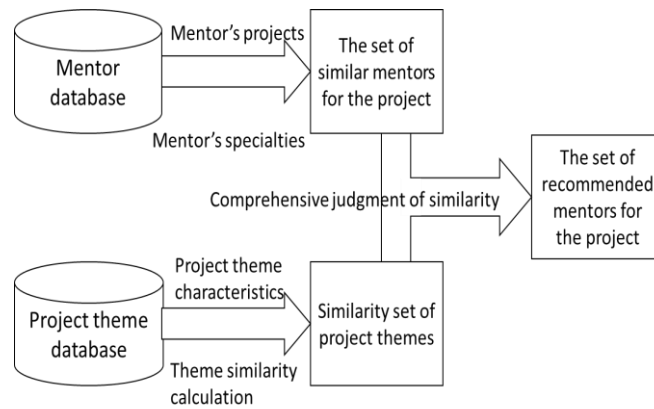 Mentor's projects
Mentor
database
The set of
similar mentors
for the project
Mentor's specialties
The set of
recommended
mentors for
the project
Comprehensive judgment of similarity
Project theme
characteristics
Project theme
database
Similarity set of
project themes
Theme similarity
calculation